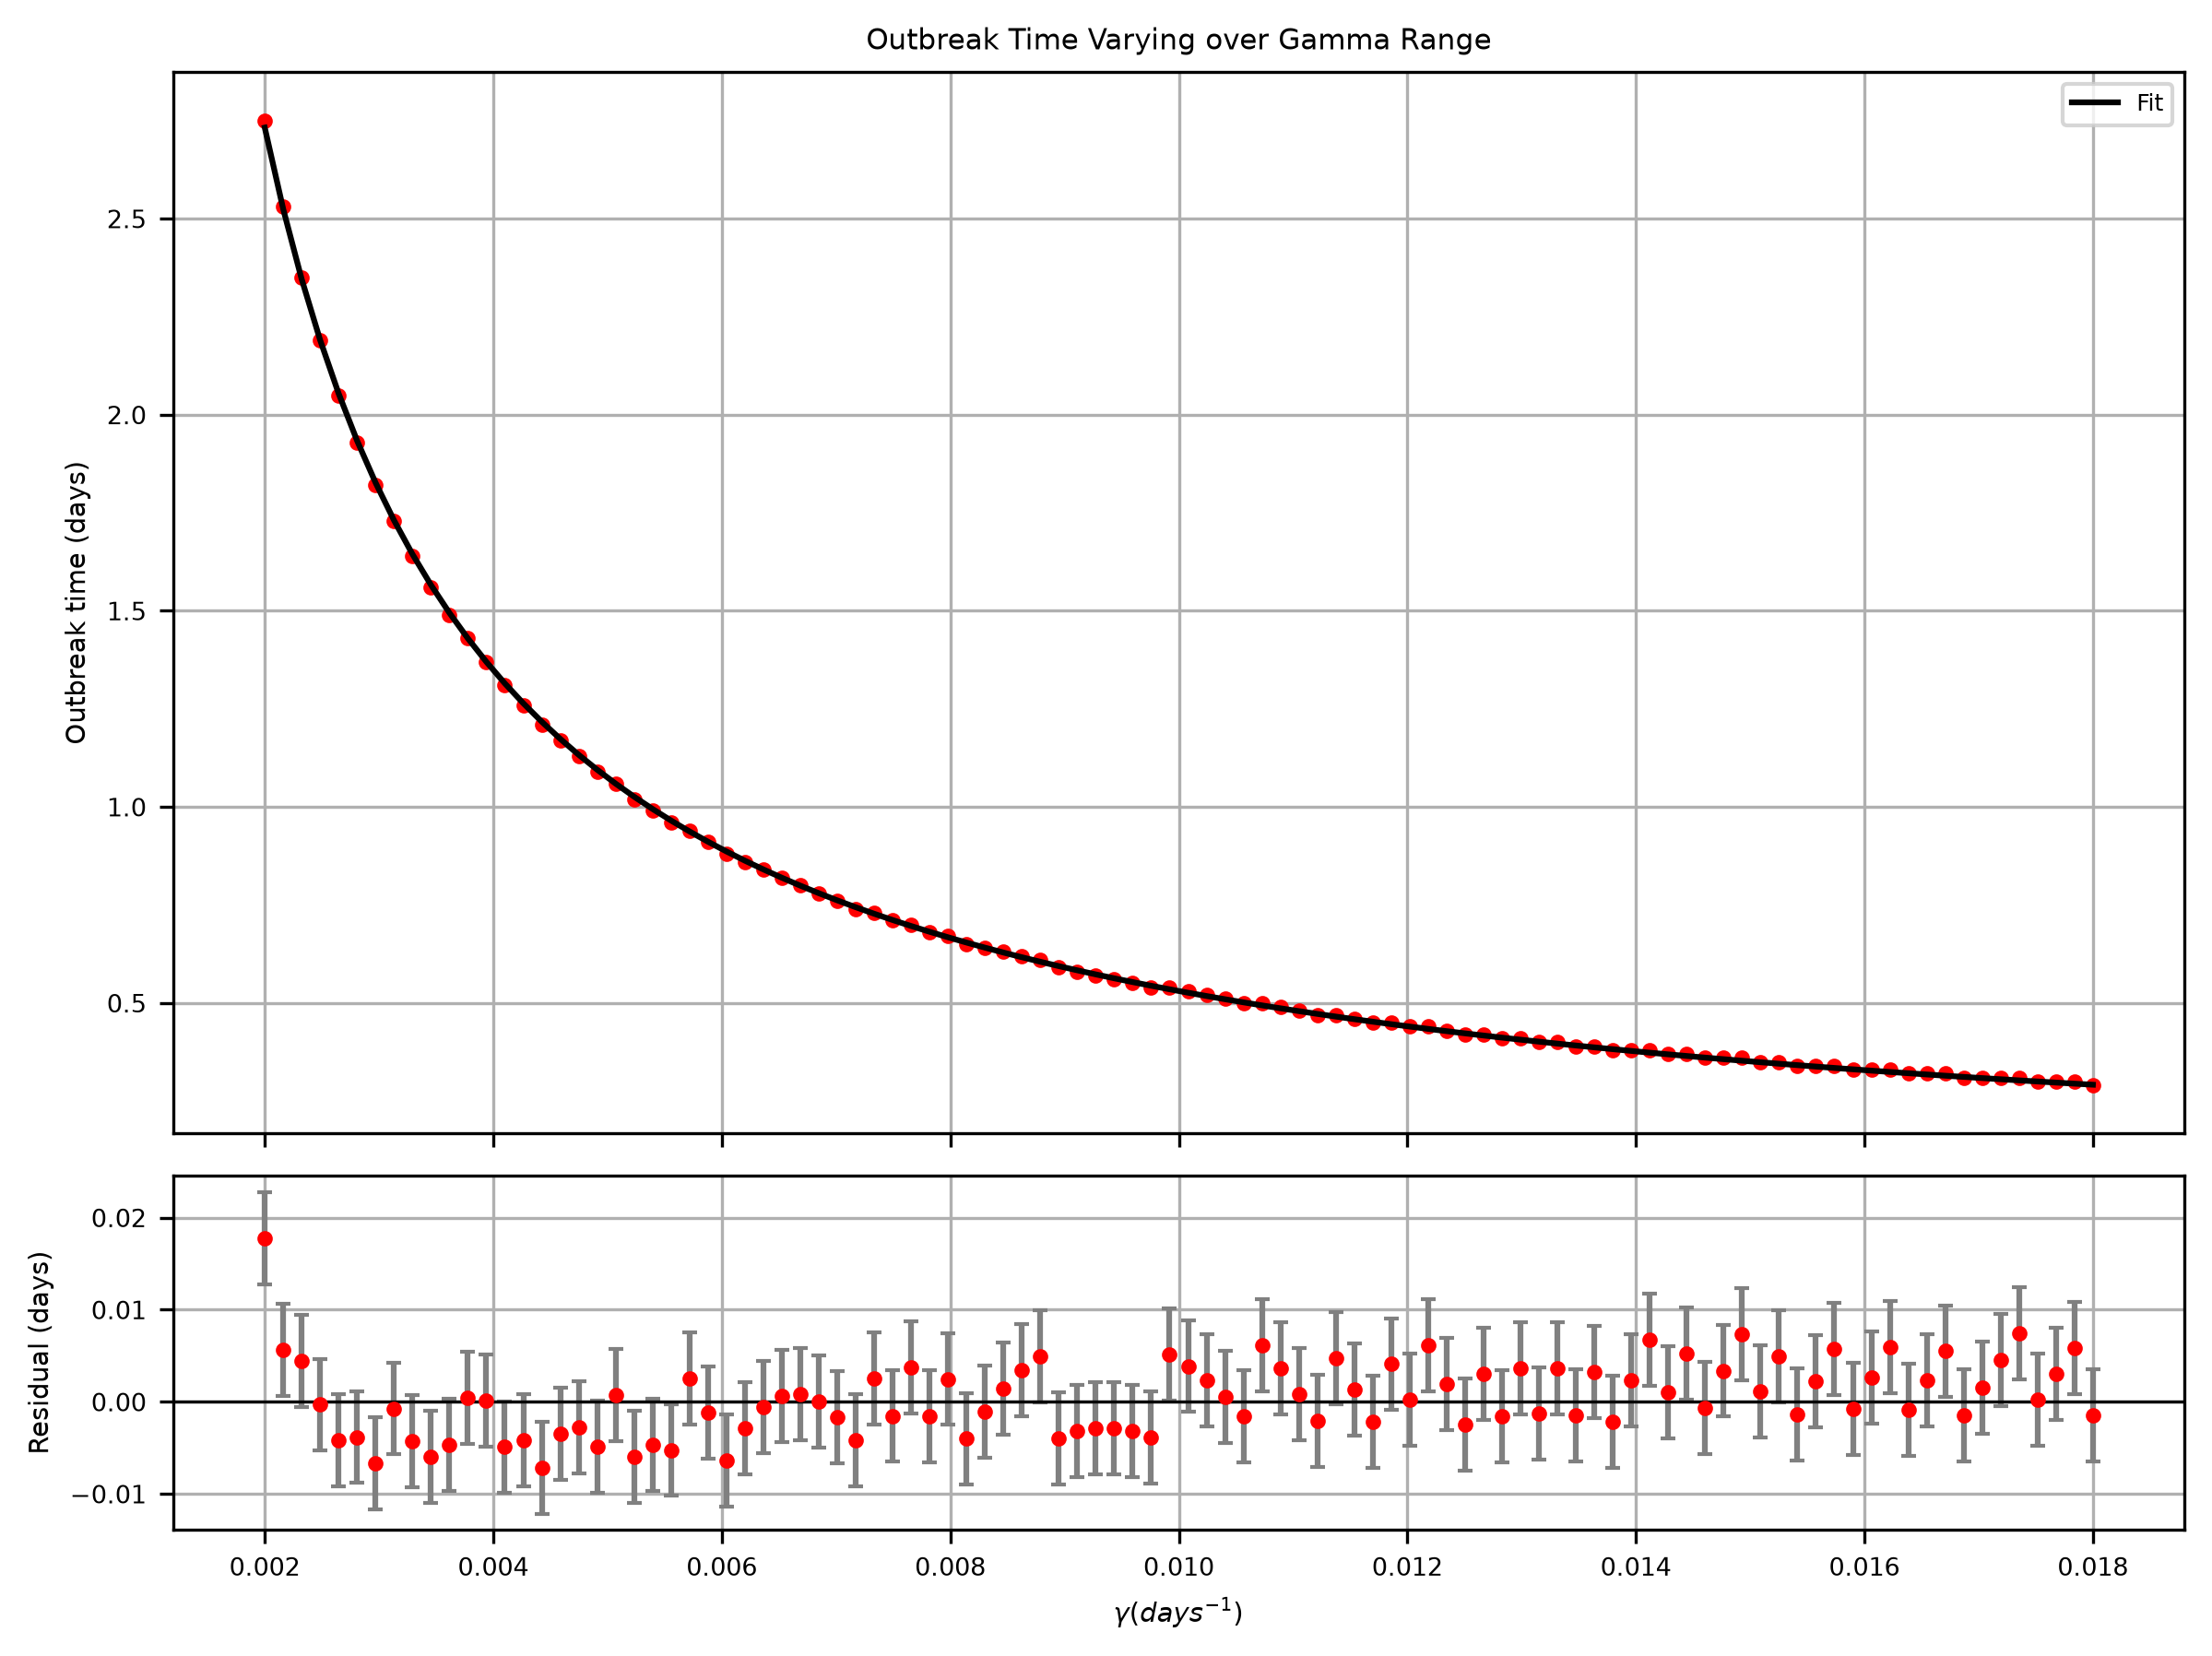 Outbreak Time Varying over Gamma Range
Fit
Outbreak time (days)
2.5
2.0
1.5
1.0
0.5
Residual (days)
0.02
0.01
0.00
−0.01
0.002 0.004 0.006 0.008 0.010 0.012 0.014 0.016 0.018
γ(days⁻¹)